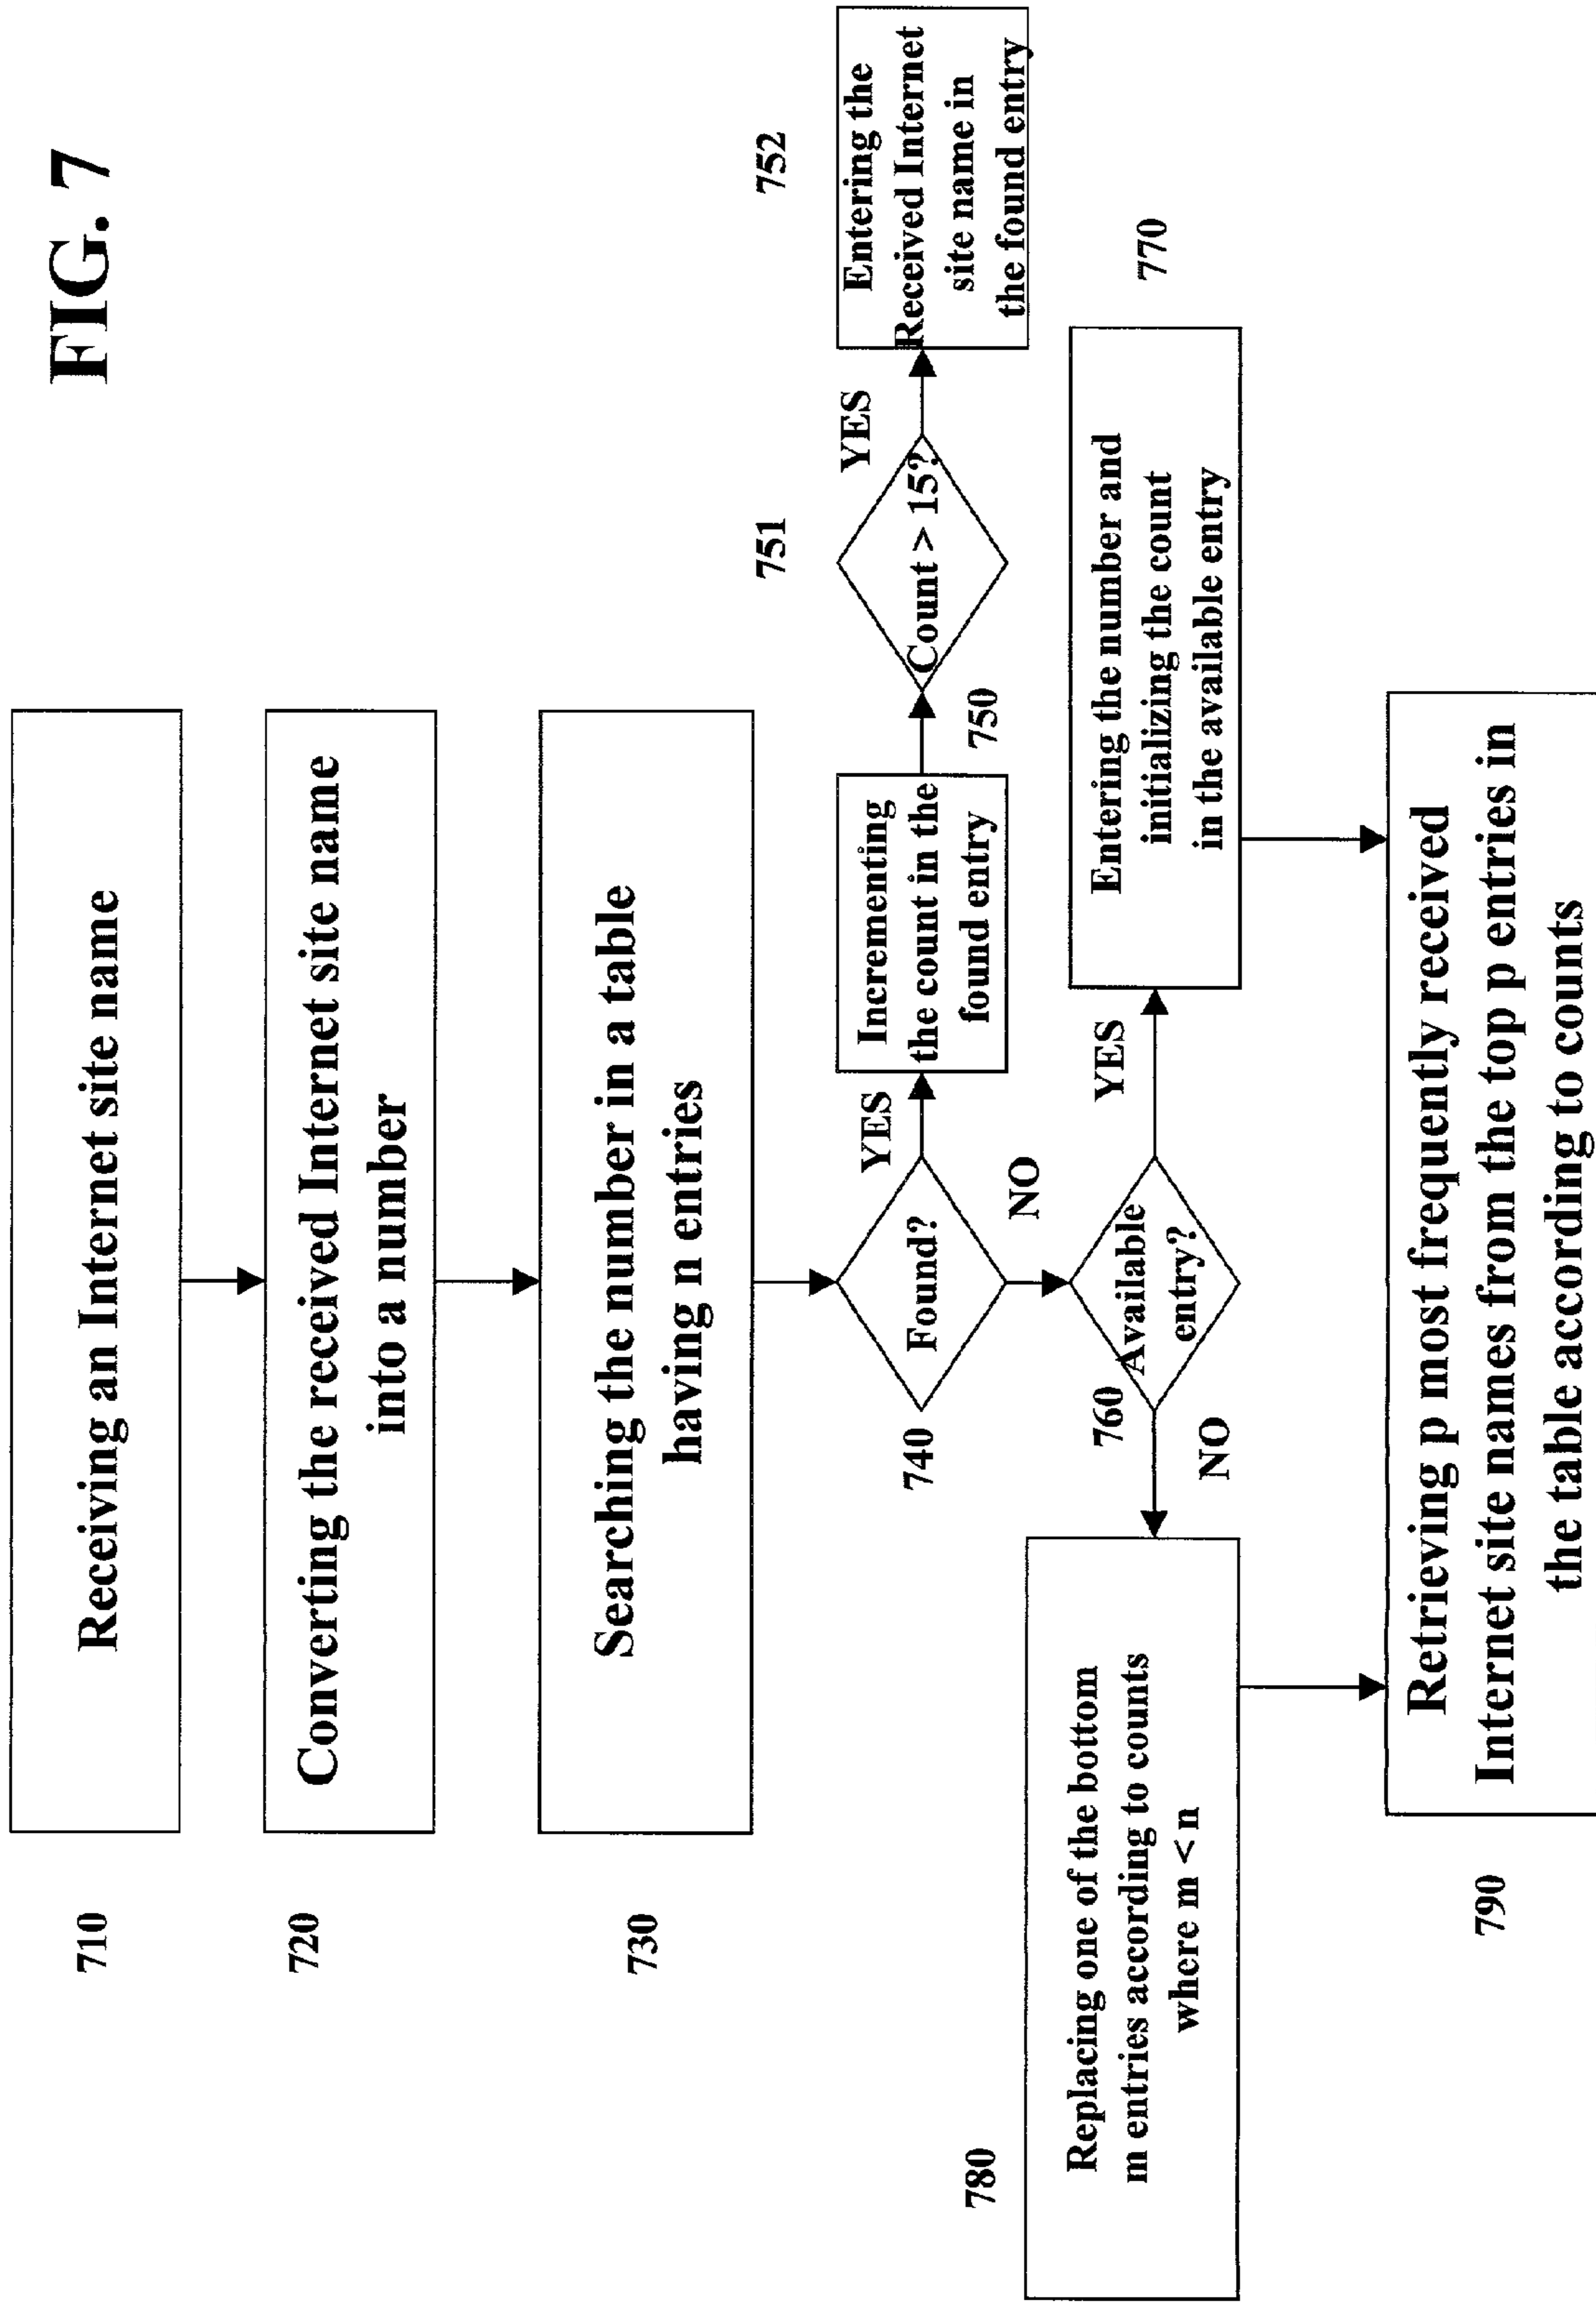 FIG. 7
710
Receiving an Internet site name
720
Converting the received Internet site name
into a number
730
Searching the number in a table
having n entries
740
Found?
YES
NO
750
Incrementing
the count in the
found entry
751
Count > 15?
YES
752
Entering the
Received Internet
site name in
the found entry
760
Available
entry?
YES
NO
770
Entering the number and
initializing the count
in the available entry
780
Replacing one of the bottom
m entries according to counts
where m < n
790
Retrieving p most frequently received
Internet site names from the top p entries in
the table according to counts